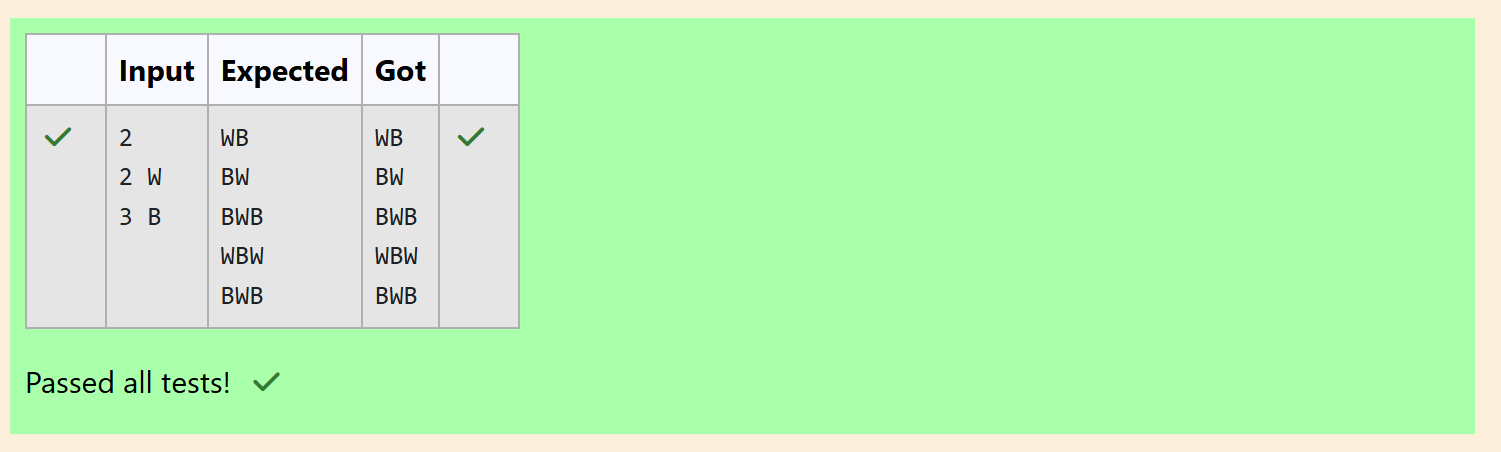 Input Expected Got
2 WB WB
2 W BW BW
3 B BWB BWB
WBW WBW
BWB BWB
Passed all tests!